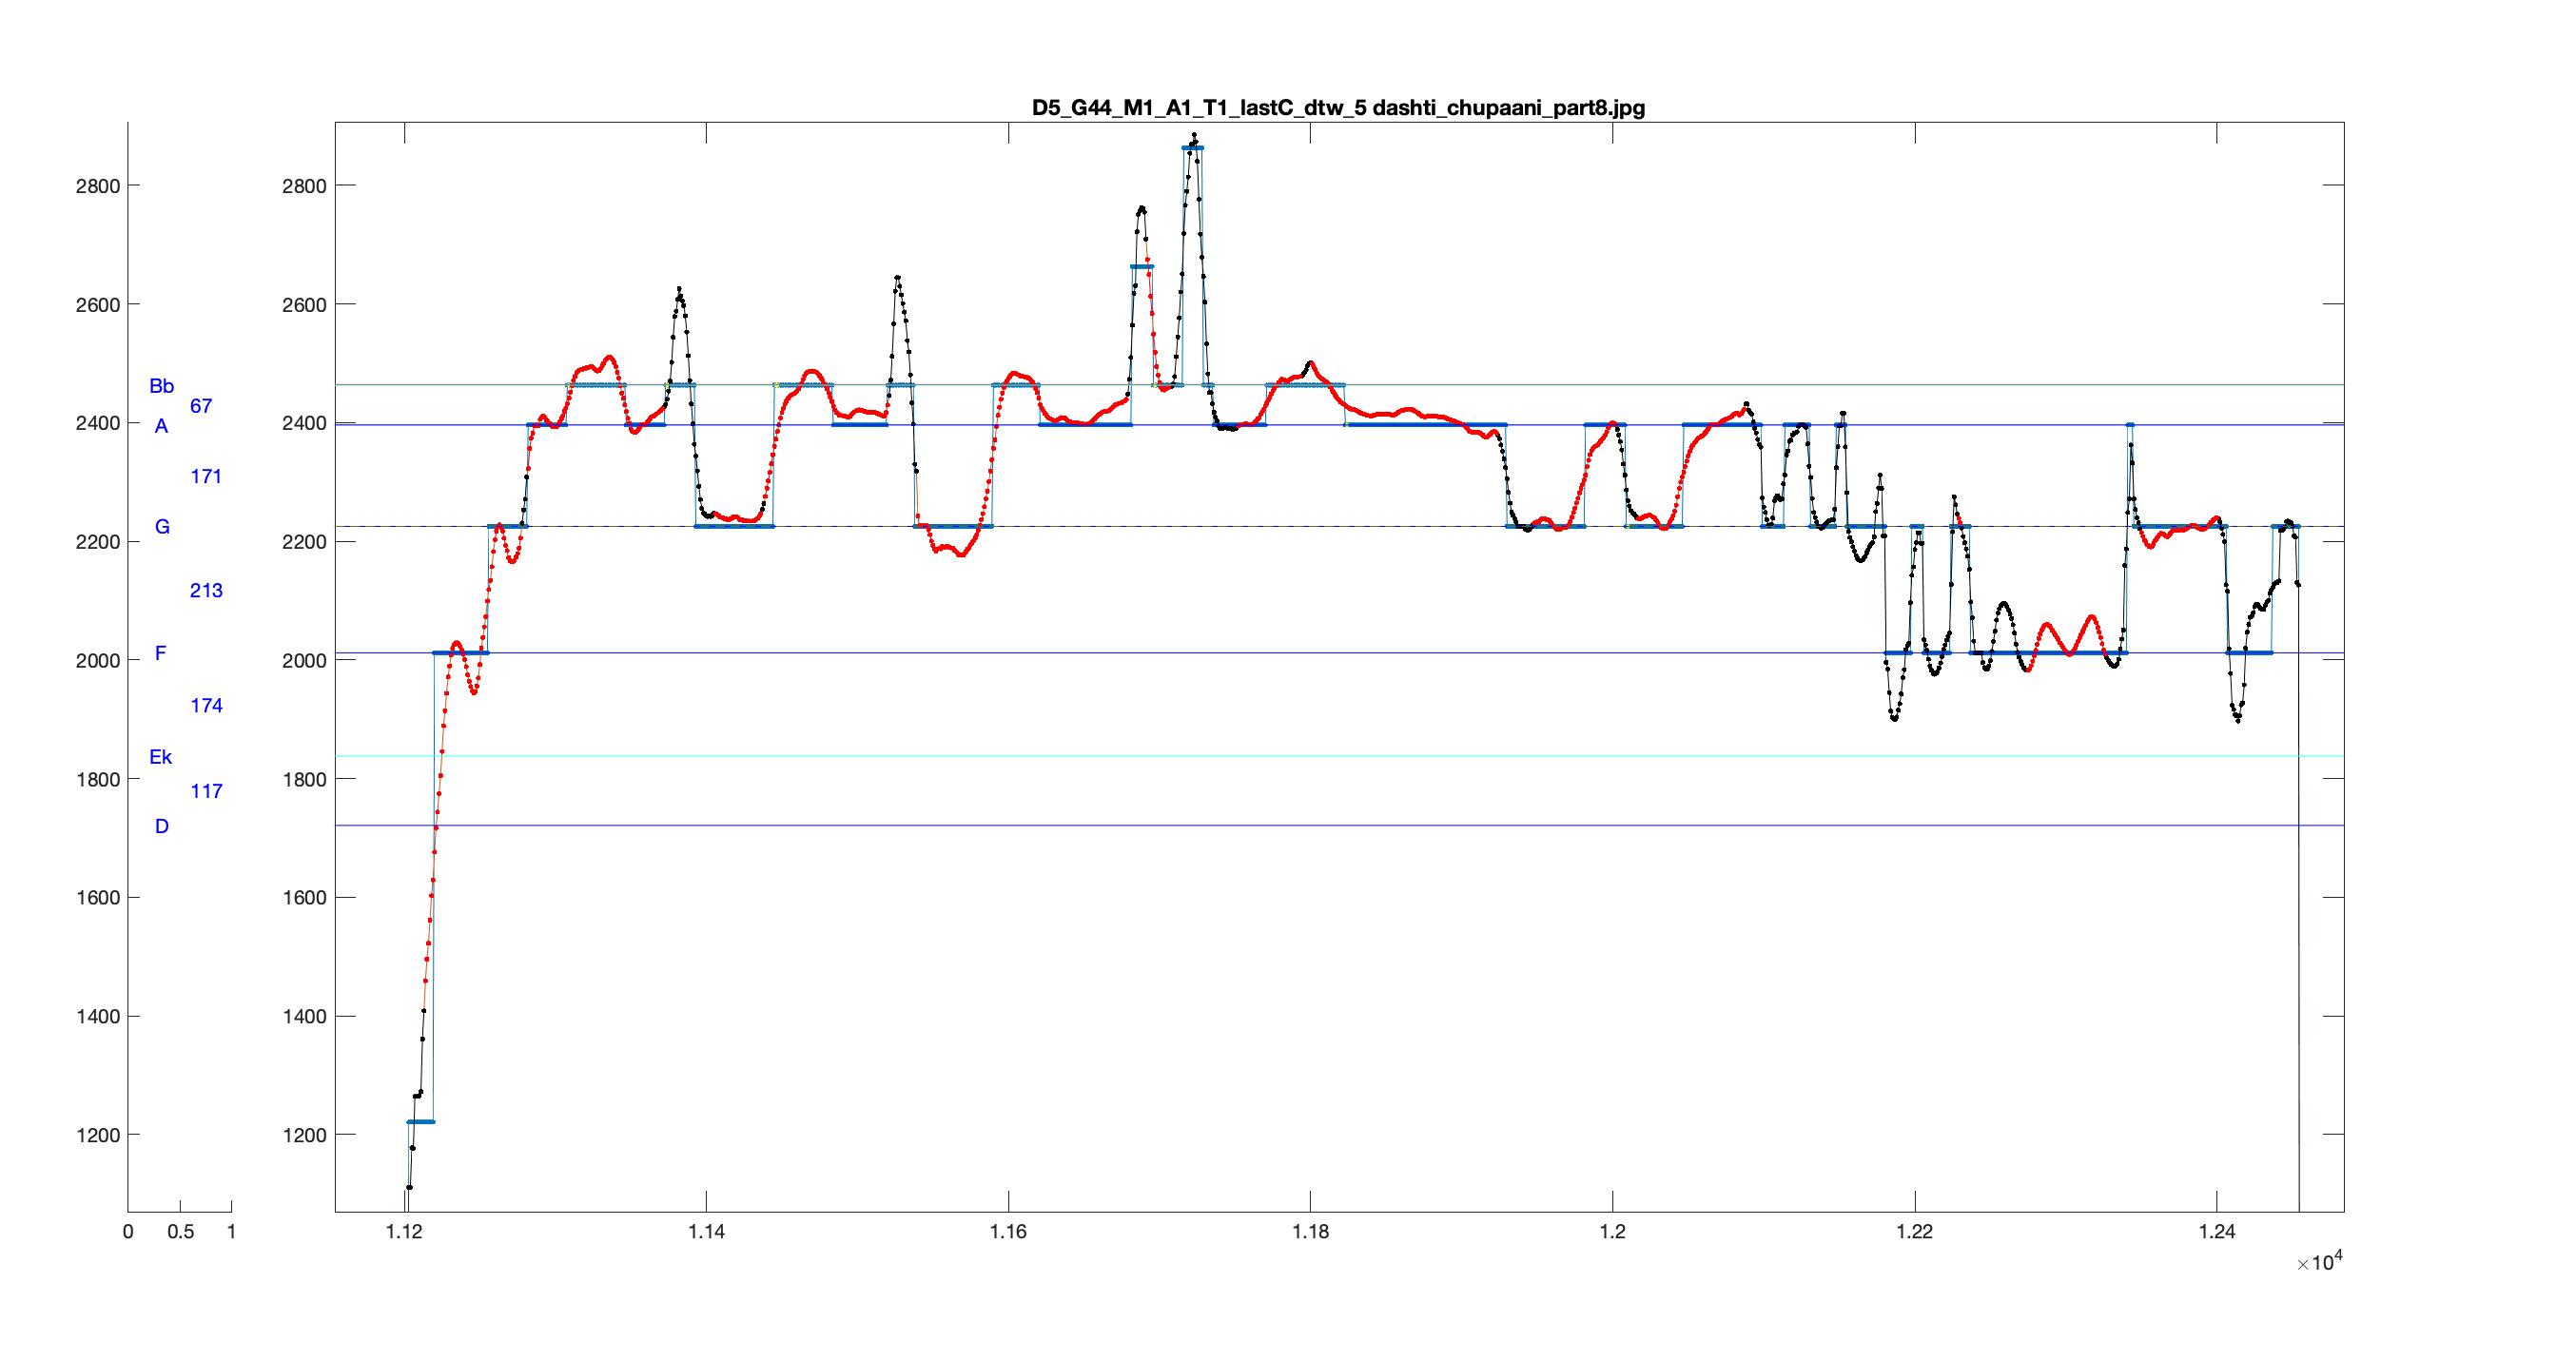 D5_G44_M1_A1_T1_lastC_dtw_5 dashti_chupaani_part8.jpg
2800 2800
2600 2600
Bb
67
2400 A 2400
171
G
2200 2200
213
F
2000 2000
174
Ek
1800 117 1800
D
1600 1600
1400 1400
1200 1200
0 0.5 1 1.12 1.14 1.16 1.18 1.2 1.22 1.24
×10^4